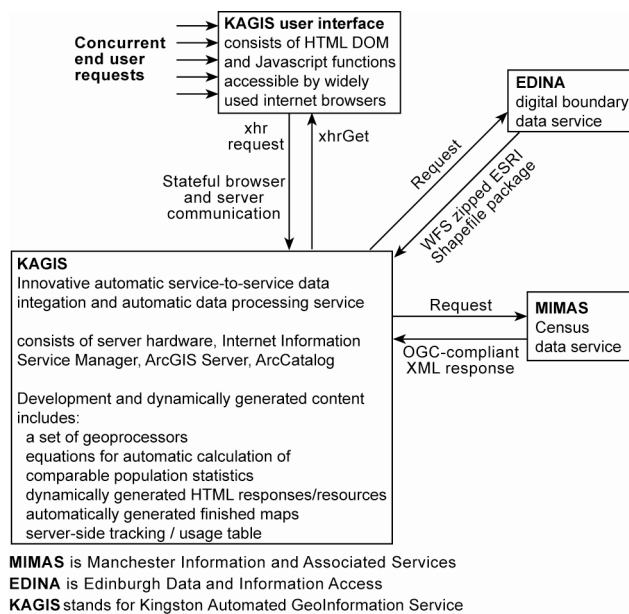 Concurrent
end user
requests
KAGIS user interface
consists of HTML DOM
and Javascript functions
accessible by widely
used internet browsers
EDINA
digital boundary
data service
xhr
request
xhrGet
Stateful browser
and server
communication
Request
WFS zipped ESRI
Shapefile package
KAGIS
Innovative automatic service-to-service data
integation and automatic data processing service
consists of server hardware, Internet Information
Service Manager, ArcGIS Server, ArcCatalog
Development and dynamically generated content
includes:
a set of geoprocessors
equations for automatic calculation of
comparable population statistics
dynamically generated HTML responses/resources
automatically generated finished maps
server-side tracking / usage table
Request
OGC-compliant
XML response
MIMAS
Census
data service
MIMAS is Manchester Information and Associated Services
EDINA is Edinburgh Data and Information Access
KAGIS stands for Kingston Automated GeoInformation Service